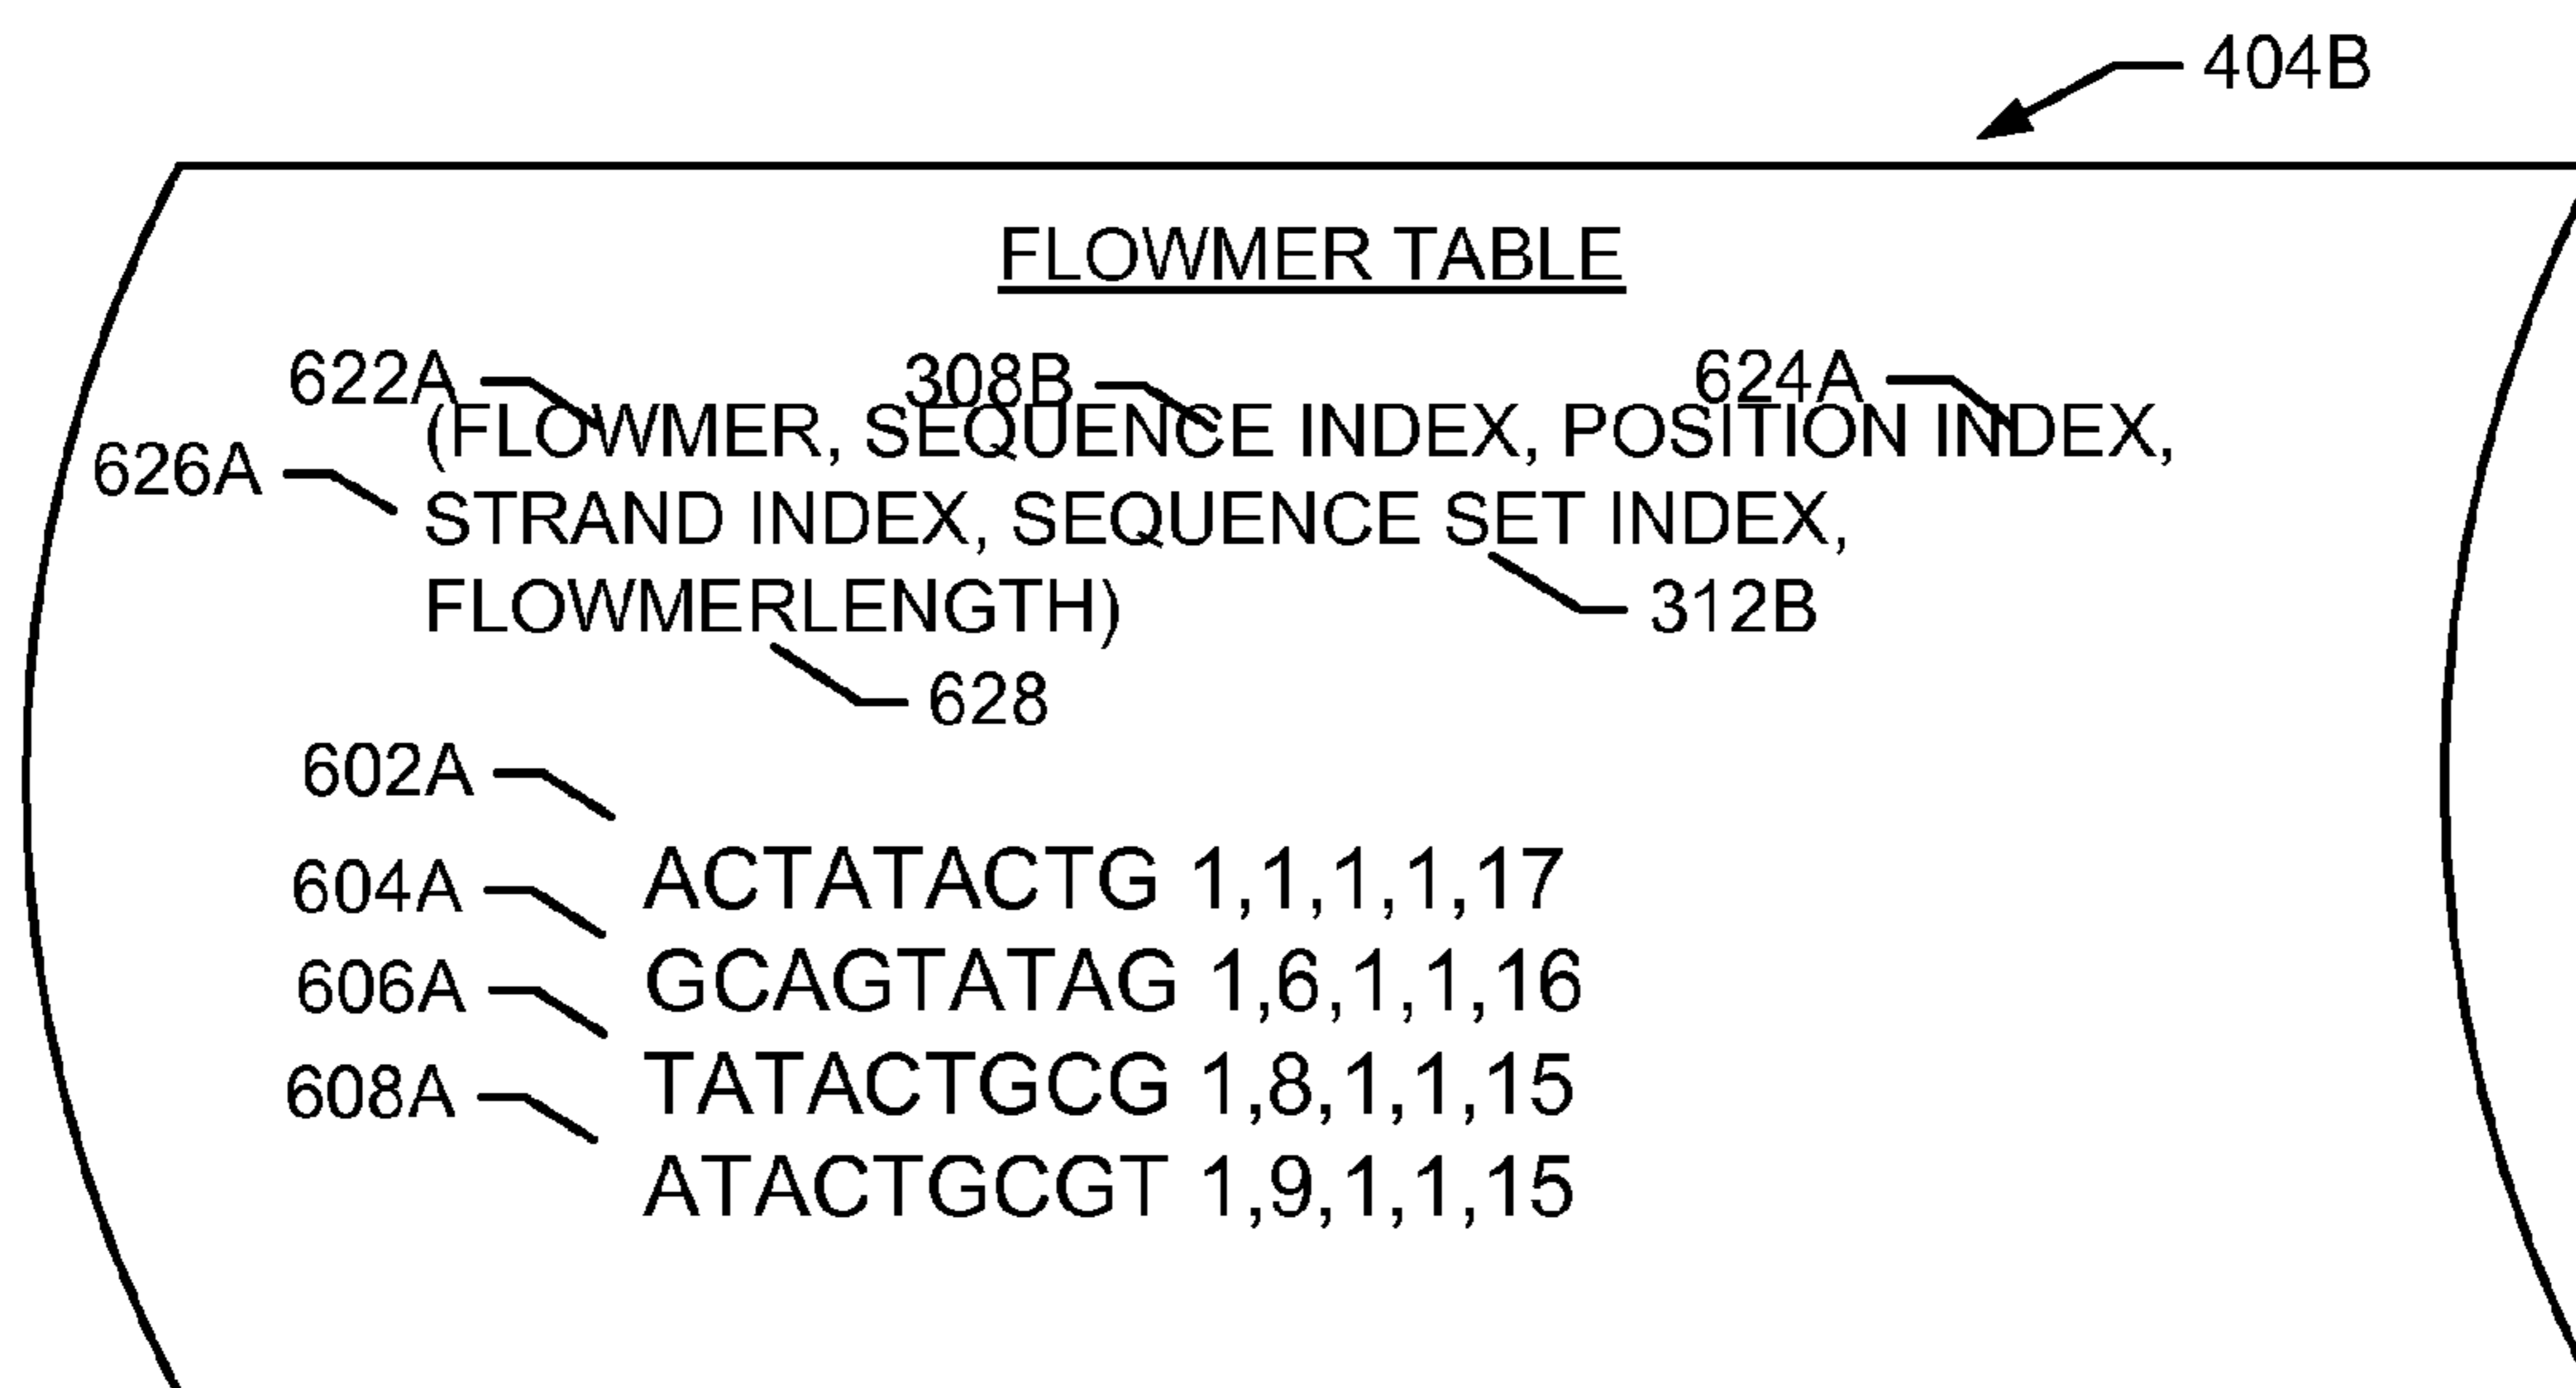 404B
FLOWMER TABLE
622A 308B 624A
(FLOWMER, SEQUENCE INDEX, POSITION INDEX,
626A
STRAND INDEX, SEQUENCE SET INDEX,
FLOWMERLENGTH) 312B
628
602A
ACTATACTG 1,1,1,1,17
604A
GCAGTATAG 1,6,1,1,16
606A
TATACTGCG 1,8,1,1,15
608A
ATACTGCGT 1,9,1,1,15